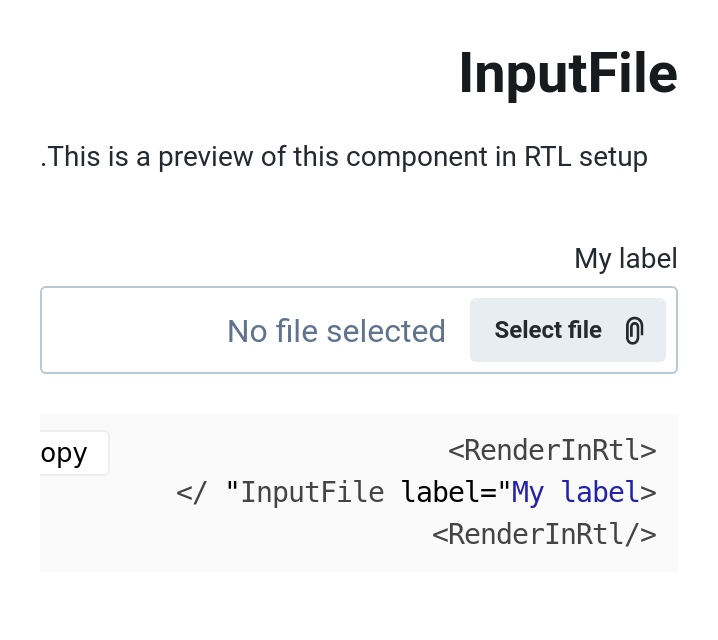 InputFile
.This is a preview of this component in RTL setup
My label
No file selected
Select file
opy
<RenderInRtl>
</ "InputFile label="My label>
<RenderInRtl/>